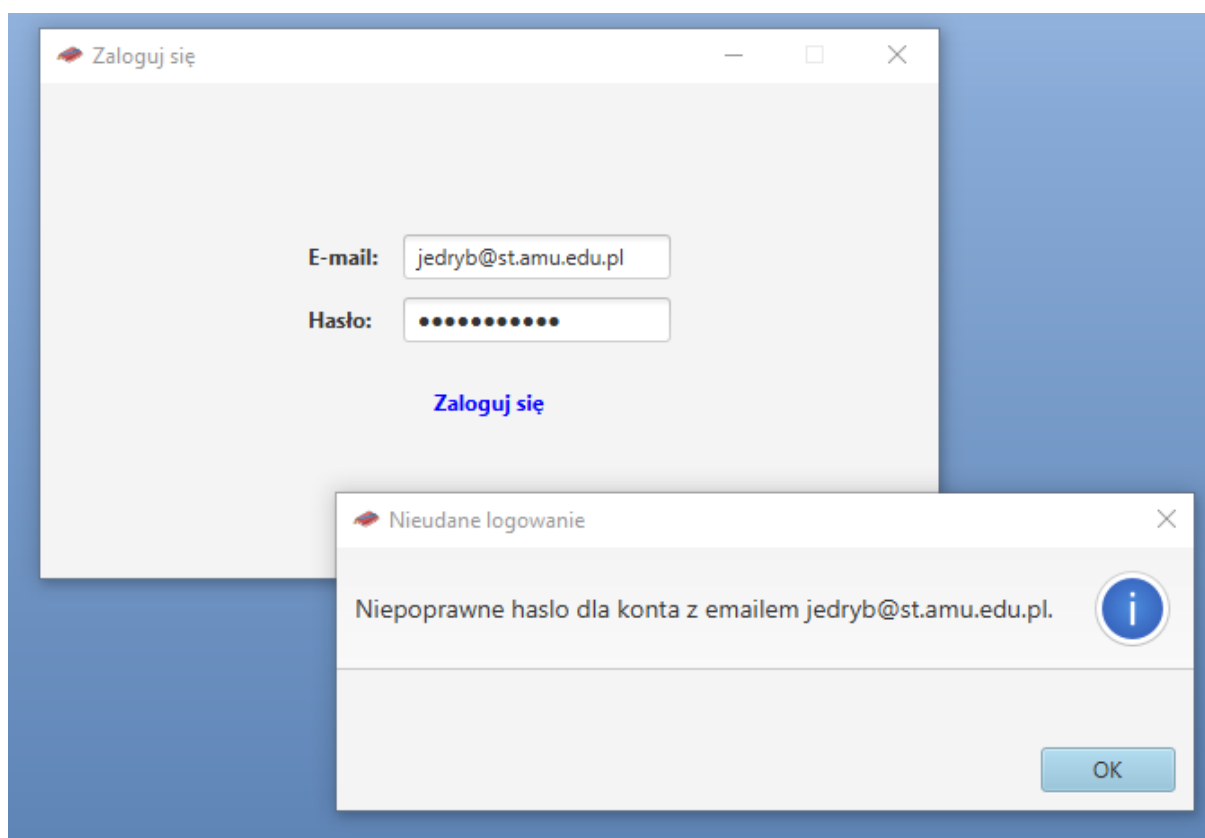 Zaloguj się
E-mail: jedryb@st.amu.edu.pl
Hasło: •••••••••••
Zaloguj się
Nieudane logowanie
Niepoprawne haslo dla konta z emailem jedryb@st.amu.edu.pl.
OK